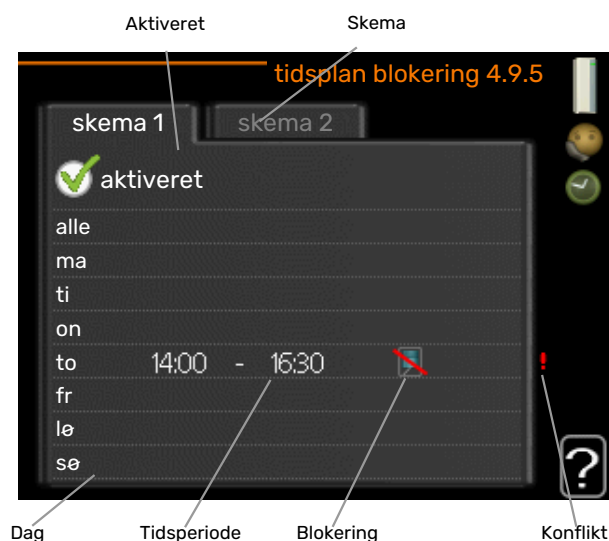 Aktiveret Skema
tidsplan blokering 4.9.5
skema 1 skema 2
aktiveret
alle
ma
ti
on
to 14:00 - 16:30 !
fr
lø
sø
?
Dag Tidsperiode Blokering Konflikt